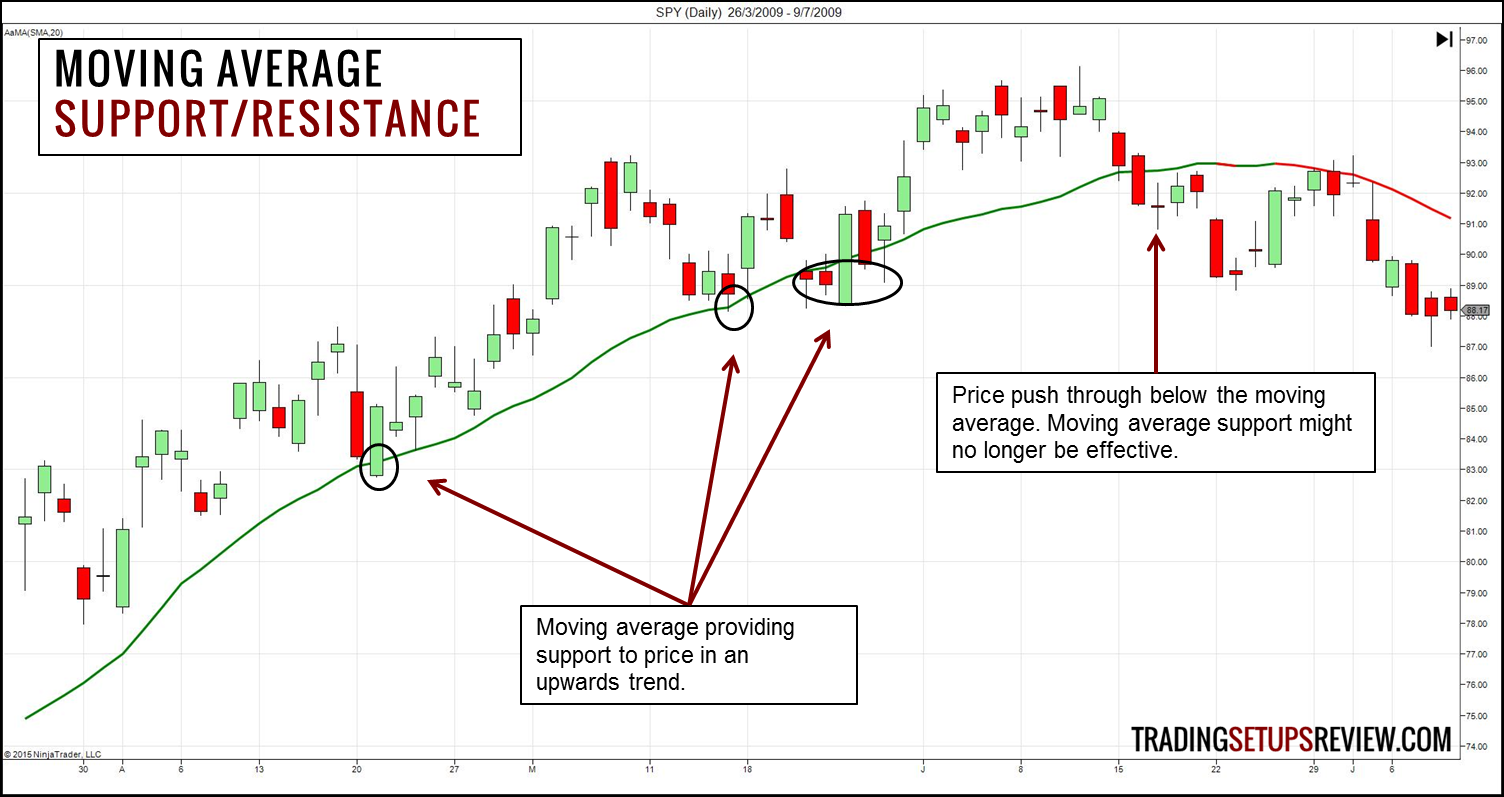 SPY (Daily) 26/3/2009 - 9/7/2009
AaMA(SMA,20)
MOVING AVERAGE
SUPPORT/RESISTANCE
97.00
96.00
95.00
94.00
93.00
92.00
91.00
90.00
89.00
88.17
88.00
87.00
86.00
85.00
84.00
83.00
82.00
81.00
80.00
79.00
78.00
77.00
76.00
75.00
74.00
Price push through below the moving
average. Moving average support might
no longer be effective.
Moving average providing
support to price in an
upwards trend.
TRADINGSETUPSREVIEW.COM
© 2015 NinjaTrader, LLC
30 A 6 13 20 27 M 11 18 J 8 15 22 29 J 6